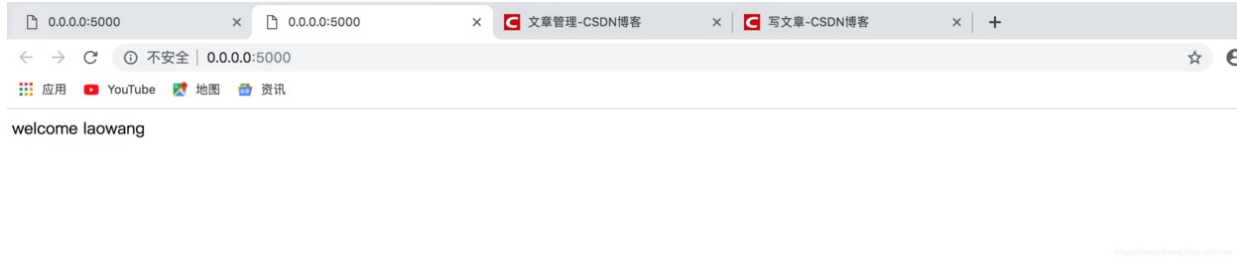 0.0.0.0:5000 0.0.0.0:5000 文章管理-CSDN博客 写文章-CSDN博客
不安全 | 0.0.0.0:5000
应用 YouTube 地图 资讯
welcome laowang